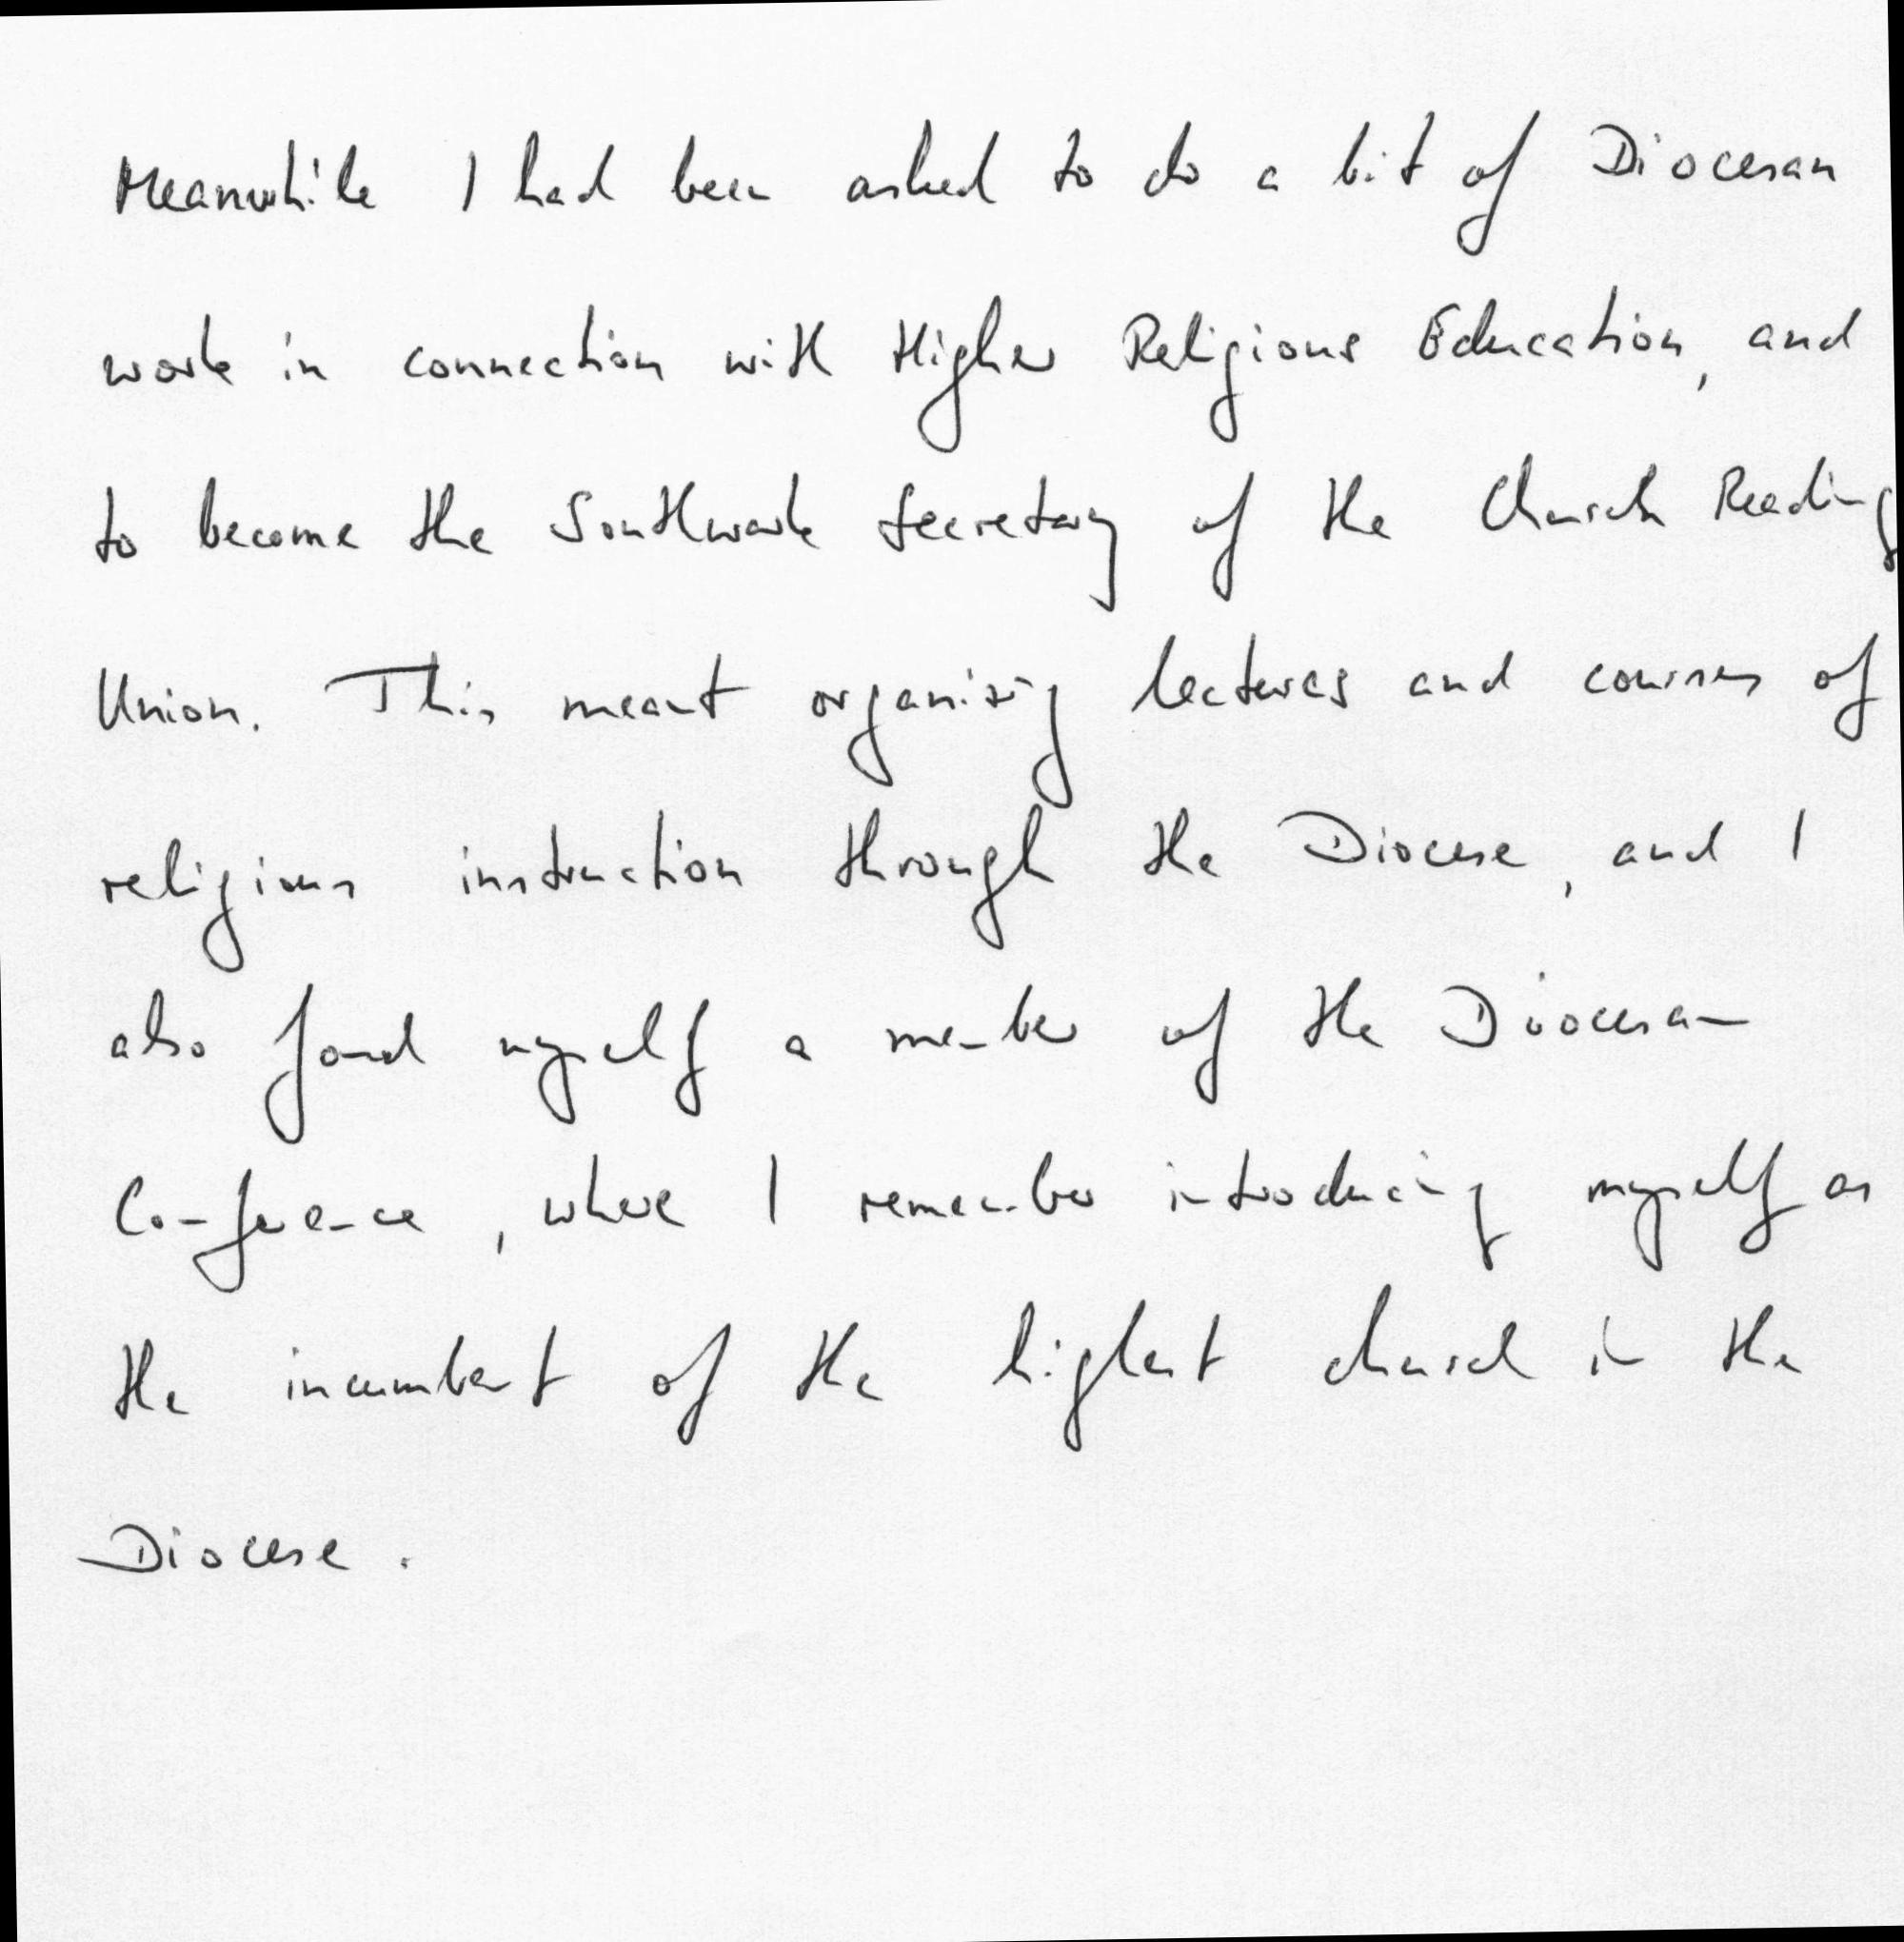 Meanwhile I had been asked to do a bit of Diocesan
work in connection with Higher Religious Education, and
to become the Southwark Secretary of the Church Reading
Union. This meant organizing lectures and courses of
religious instruction through the Diocese, and I
also found myself a member of the Diocesan
Conference, where I remember introducing myself as
the incumbent of the highest church in the
Diocese.